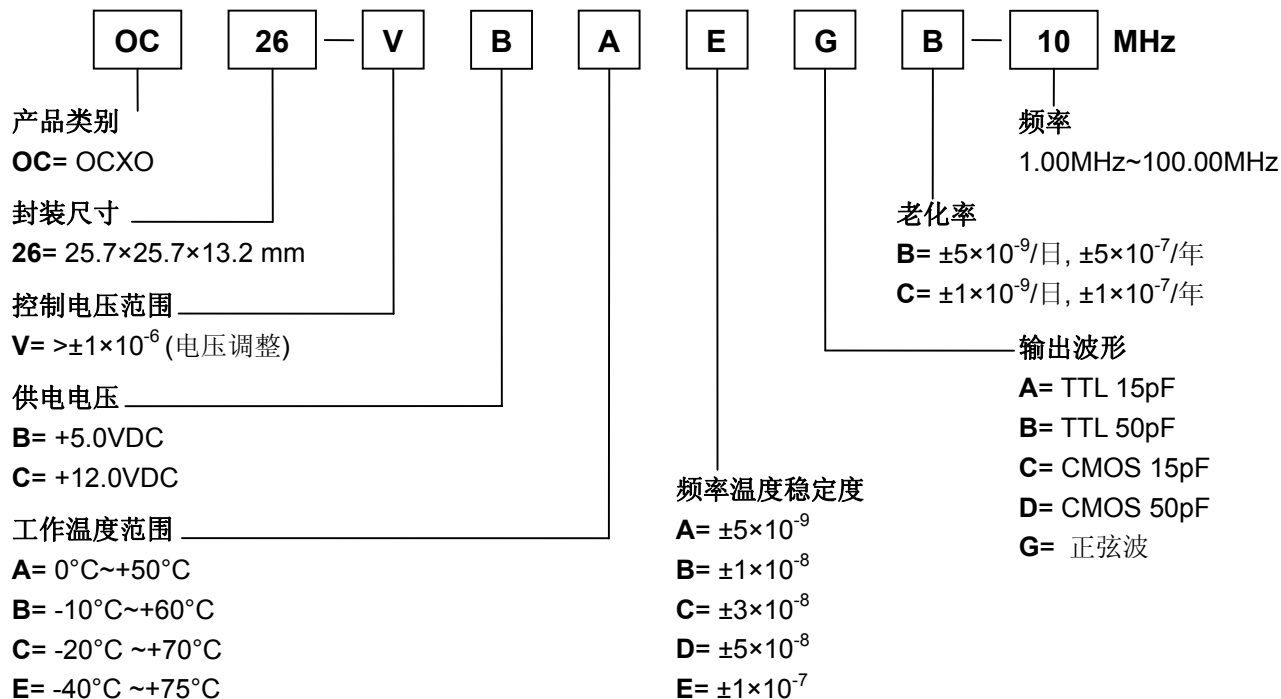 OC 26 — V B A E G B — 10 MHz
产品类别
OC= OCXO
封装尺寸
26= 25.7×25.7×13.2 mm
控制电压范围
V= >±1×10⁻⁶ (电压调整)
供电电压
B= +5.0VDC
C= +12.0VDC
工作温度范围
A= 0°C~+50°C
B= -10°C~+60°C
C= -20°C ~+70°C
E= -40°C ~+75°C
频率温度稳定度
A= ±5×10⁻⁹
B= ±1×10⁻⁸
C= ±3×10⁻⁸
D= ±5×10⁻⁸
E= ±1×10⁻⁷
频率
1.00MHz~100.00MHz
老化率
B= ±5×10⁻⁹/日, ±5×10⁻⁷/年
C= ±1×10⁻⁹/日, ±1×10⁻⁷/年
输出波形
A= TTL 15pF
B= TTL 50pF
C= CMOS 15pF
D= CMOS 50pF
G= 正弦波